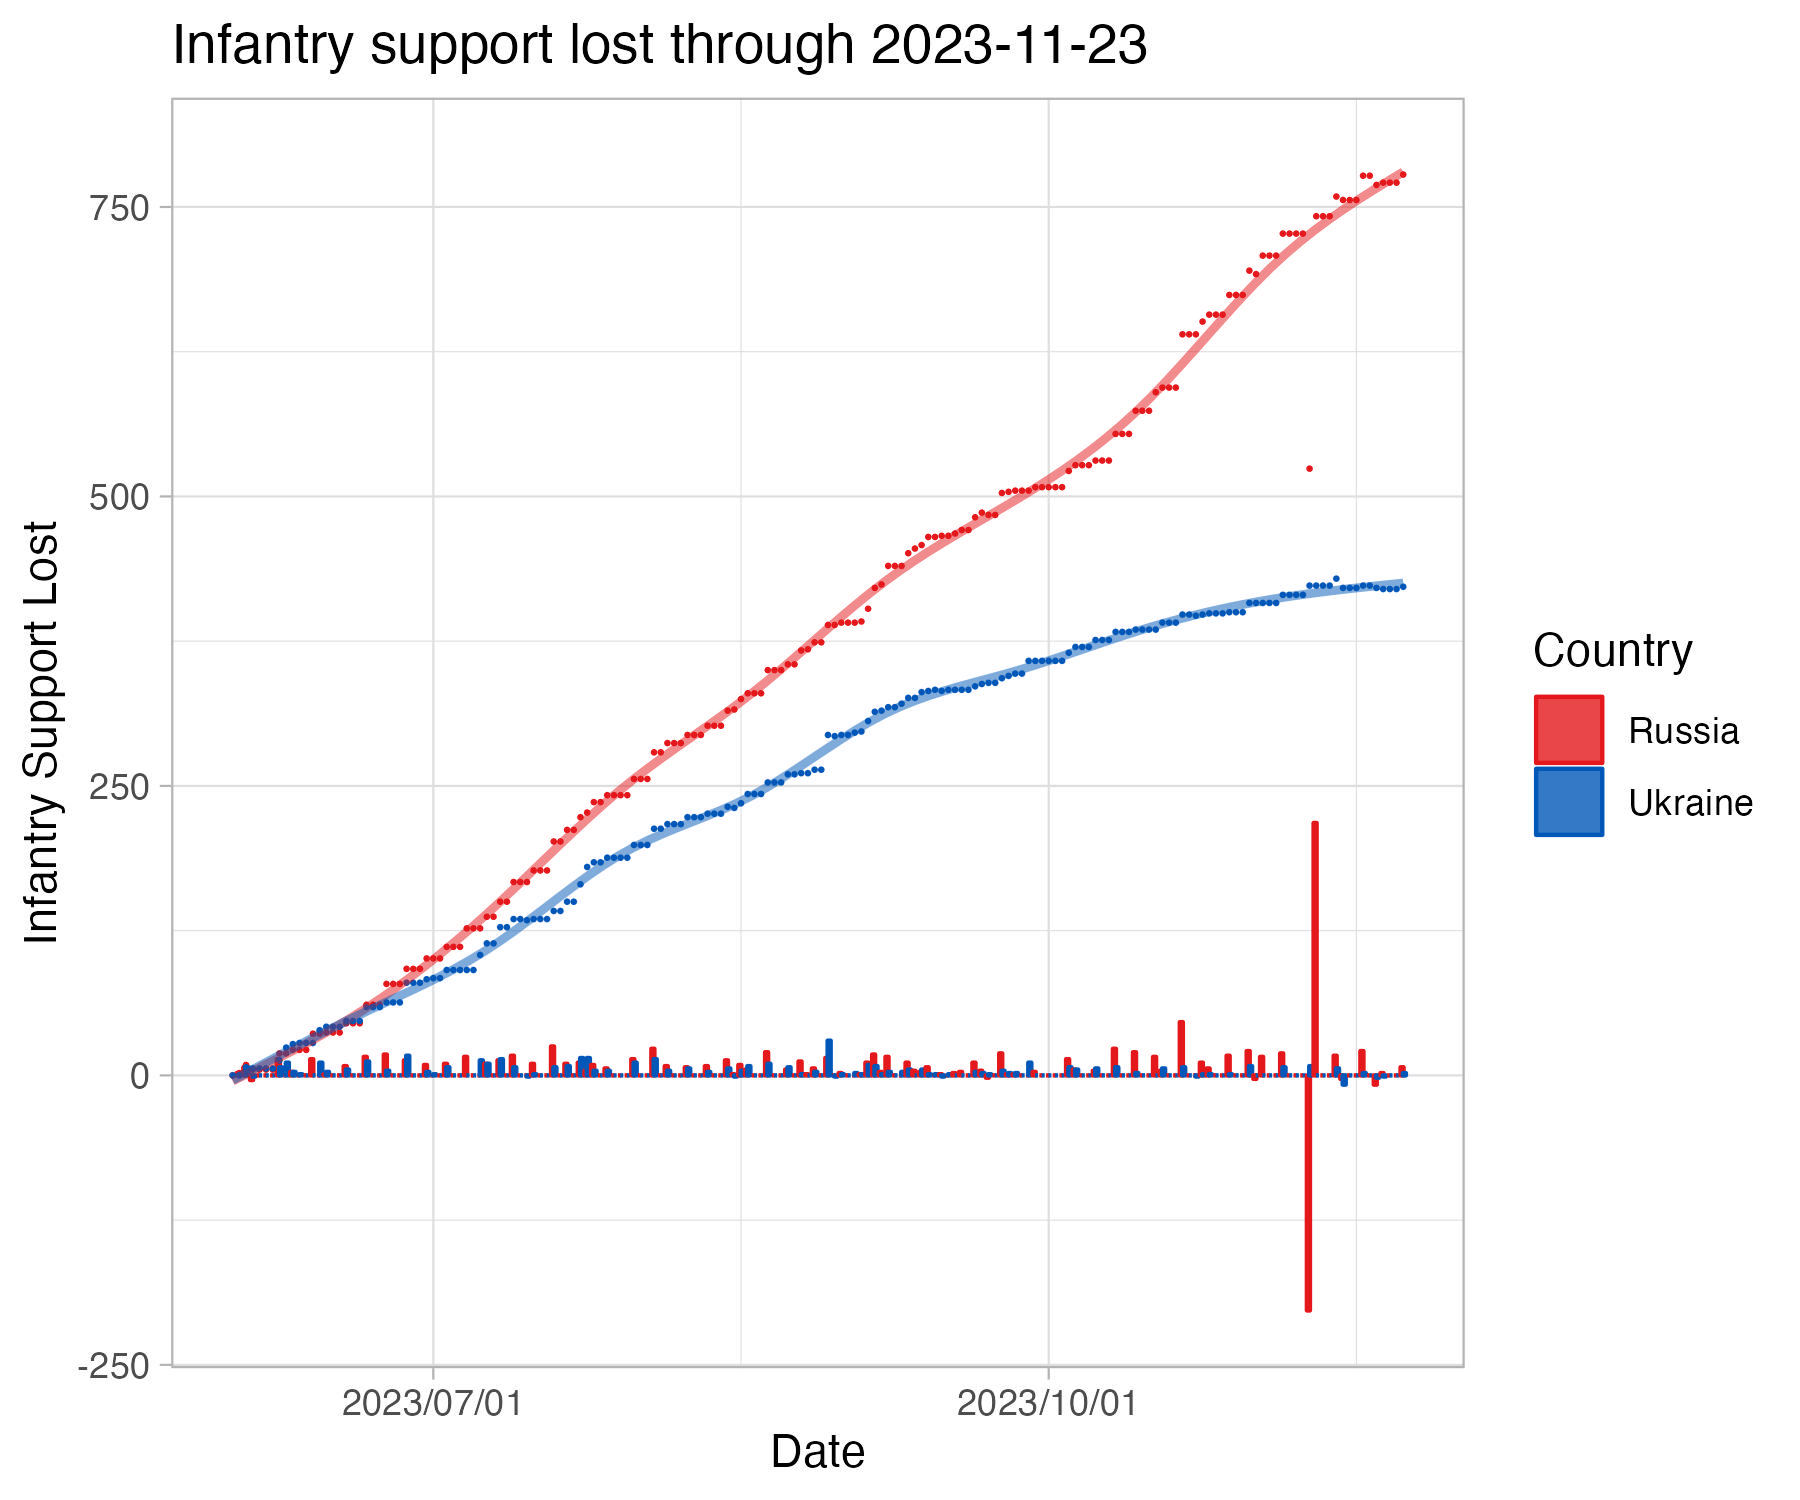 Infantry support lost through 2023-11-23
Infantry Support Lost
750
500
250
0
-250
2023/07/01
2023/10/01
Date
Country
Russia
Ukraine